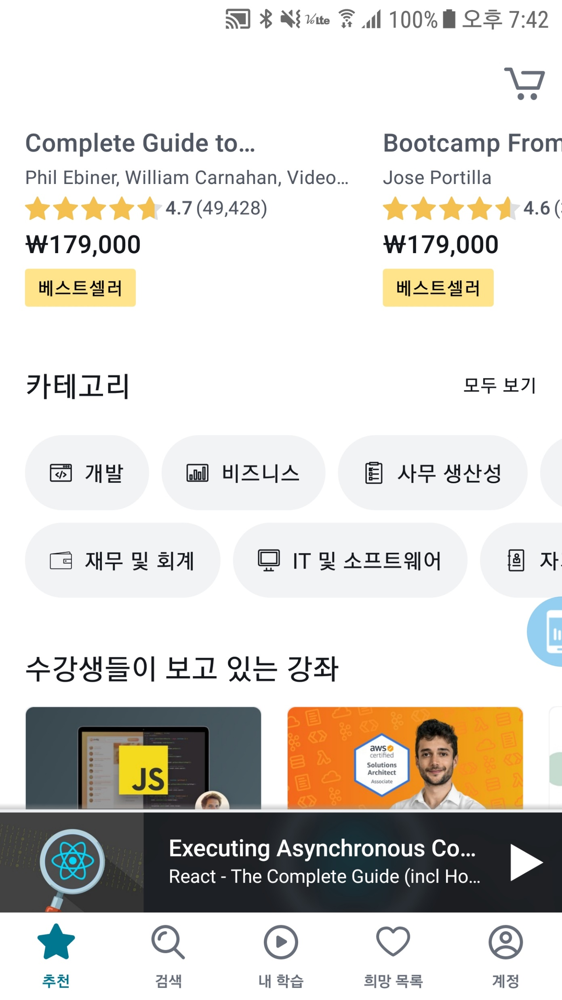 VoLte 100% 오후 7:42
Complete Guide to...
Phil Ebiner, William Carnahan, Video...
4.7 (49,428)
₩179,000
베스트셀러
Bootcamp From
Jose Portilla
4.6
₩179,000
베스트셀러
카테고리
모두 보기
개발
비즈니스
사무 생산성
재무 및 회계
IT 및 소프트웨어
수강생들이 보고 있는 강좌
JS
aws
certified
Solutions
Architect
Associate
Executing Asynchronous Co...
React - The Complete Guide (incl Ho...
추천
검색
내 학습
희망 목록
계정